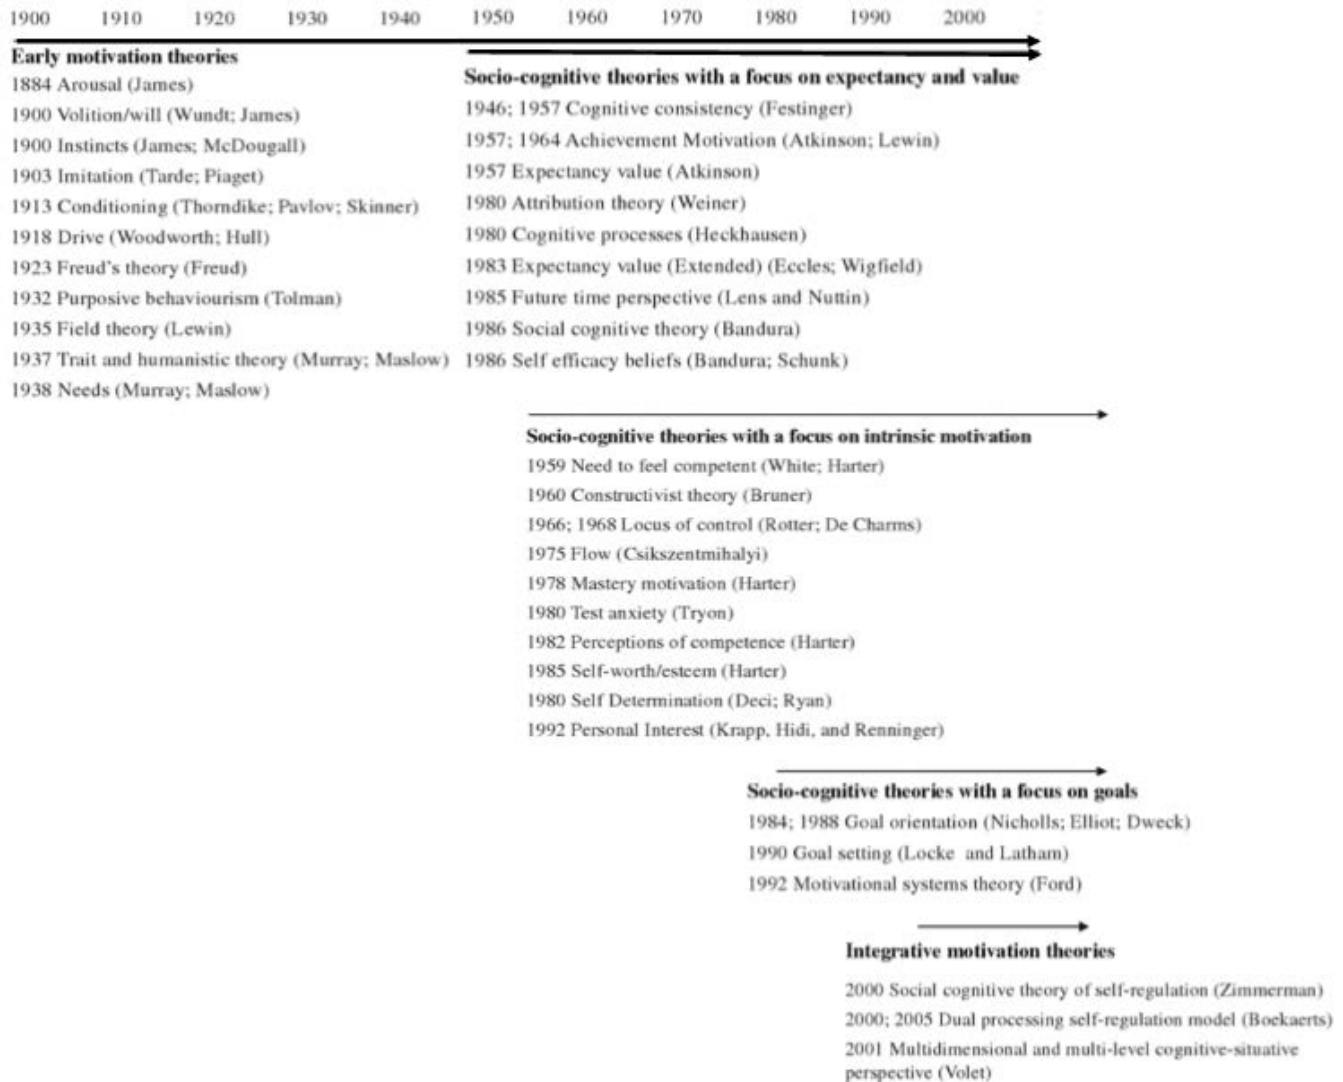 1900 1910 1920 1930 1940 1950 1960 1970 1980 1990 2000
Early motivation theories
1884 Arousal (James)
1900 Volition/will (Wundt; James)
1900 Instincts (James; McDougall)
1903 Imitation (Tarde; Piaget)
1913 Conditioning (Thorndike; Pavlov; Skinner)
1918 Drive (Woodworth; Hull)
1923 Freud's theory (Freud)
1932 Purposive behaviourism (Tolman)
1935 Field theory (Lewin)
1937 Trait and humanistic theory (Murray; Maslow)
1938 Needs (Murray; Maslow)
Socio-cognitive theories with a focus on expectancy and value
1946; 1957 Cognitive consistency (Festinger)
1957; 1964 Achievement Motivation (Atkinson; Lewin)
1957 Expectancy value (Atkinson)
1980 Attribution theory (Weiner)
1980 Cognitive processes (Heckhausen)
1983 Expectancy value (Extended) (Eccles; Wigfield)
1985 Future time perspective (Lens and Nuttin)
1986 Social cognitive theory (Bandura)
1986 Self efficacy beliefs (Bandura; Schunk)
Socio-cognitive theories with a focus on intrinsic motivation
1959 Need to feel competent (White; Harter)
1960 Constructivist theory (Bruner)
1966; 1968 Locus of control (Rotter; De Charms)
1975 Flow (Csikszentmihalyi)
1978 Mastery motivation (Harter)
1980 Test anxiety (Tryon)
1982 Perceptions of competence (Harter)
1985 Self-worth/esteem (Harter)
1980 Self Determination (Deci; Ryan)
1992 Personal Interest (Krapp, Hidi, and Renninger)
Socio-cognitive theories with a focus on goals
1984; 1988 Goal orientation (Nicholls; Elliot; Dweck)
1990 Goal setting (Locke and Latham)
1992 Motivational systems theory (Ford)
Integrative motivation theories
2000 Social cognitive theory of self-regulation (Zimmerman)
2000; 2005 Dual processing self-regulation model (Boekaerts)
2001 Multidimensional and multi-level cognitive-situative
perspective (Volet)